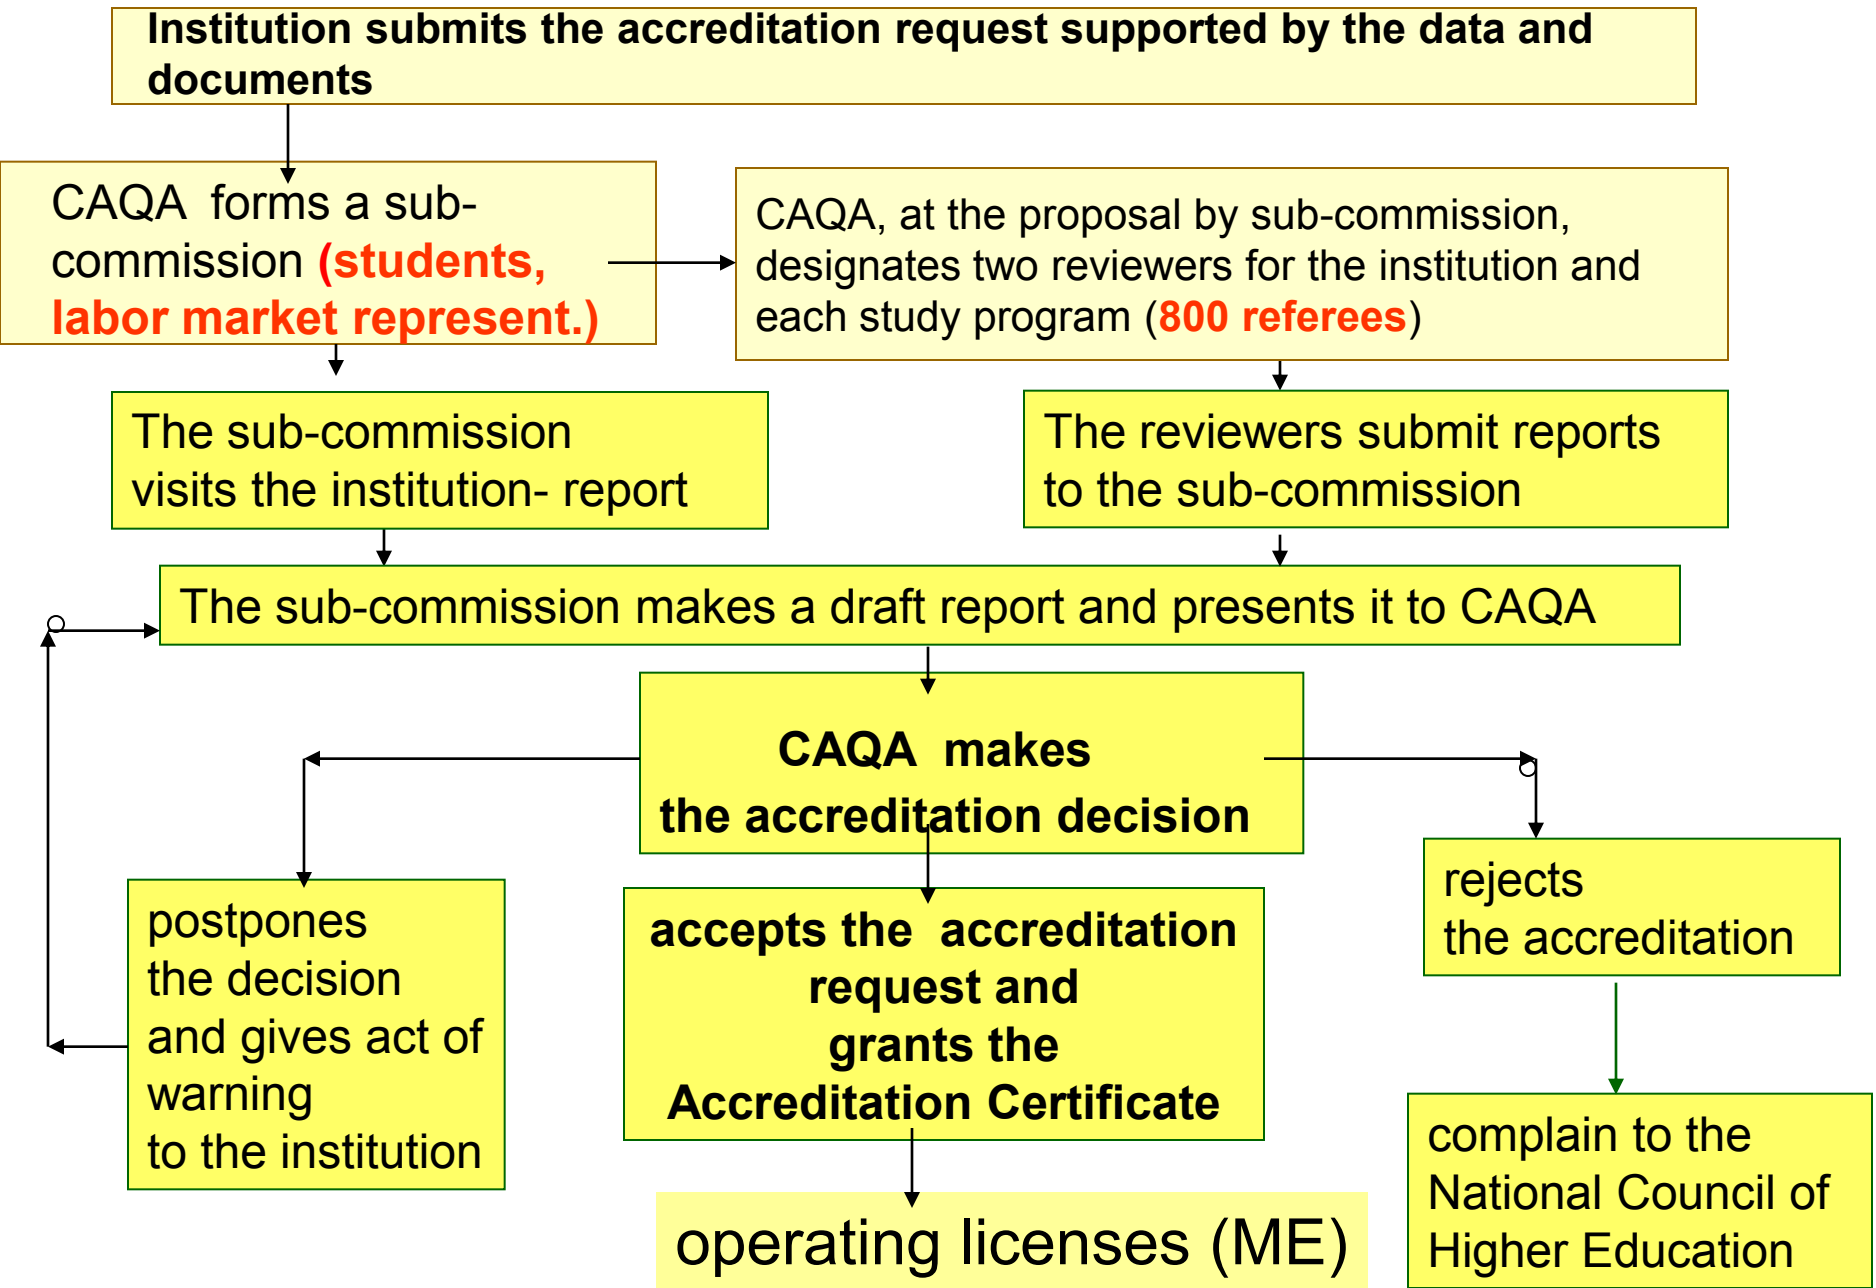 Institution submits the accreditation request supported by the data and
documents
CAQA forms a sub-
commission (students,
labor market represent.)
CAQA, at the proposal by sub-commission,
designates two reviewers for the institution and
each study program (800 referees)
The sub-commission
visits the institution- report
The reviewers submit reports
to the sub-commission
The sub-commission makes a draft report and presents it to CAQA
CAQA makes
the accreditation decision
postpones
the decision
and gives act of
warning
to the institution
accepts the accreditation
request and
grants the
Accreditation Certificate
rejects
the accreditation
operating licenses (ME)
complain to the
National Council of
Higher Education